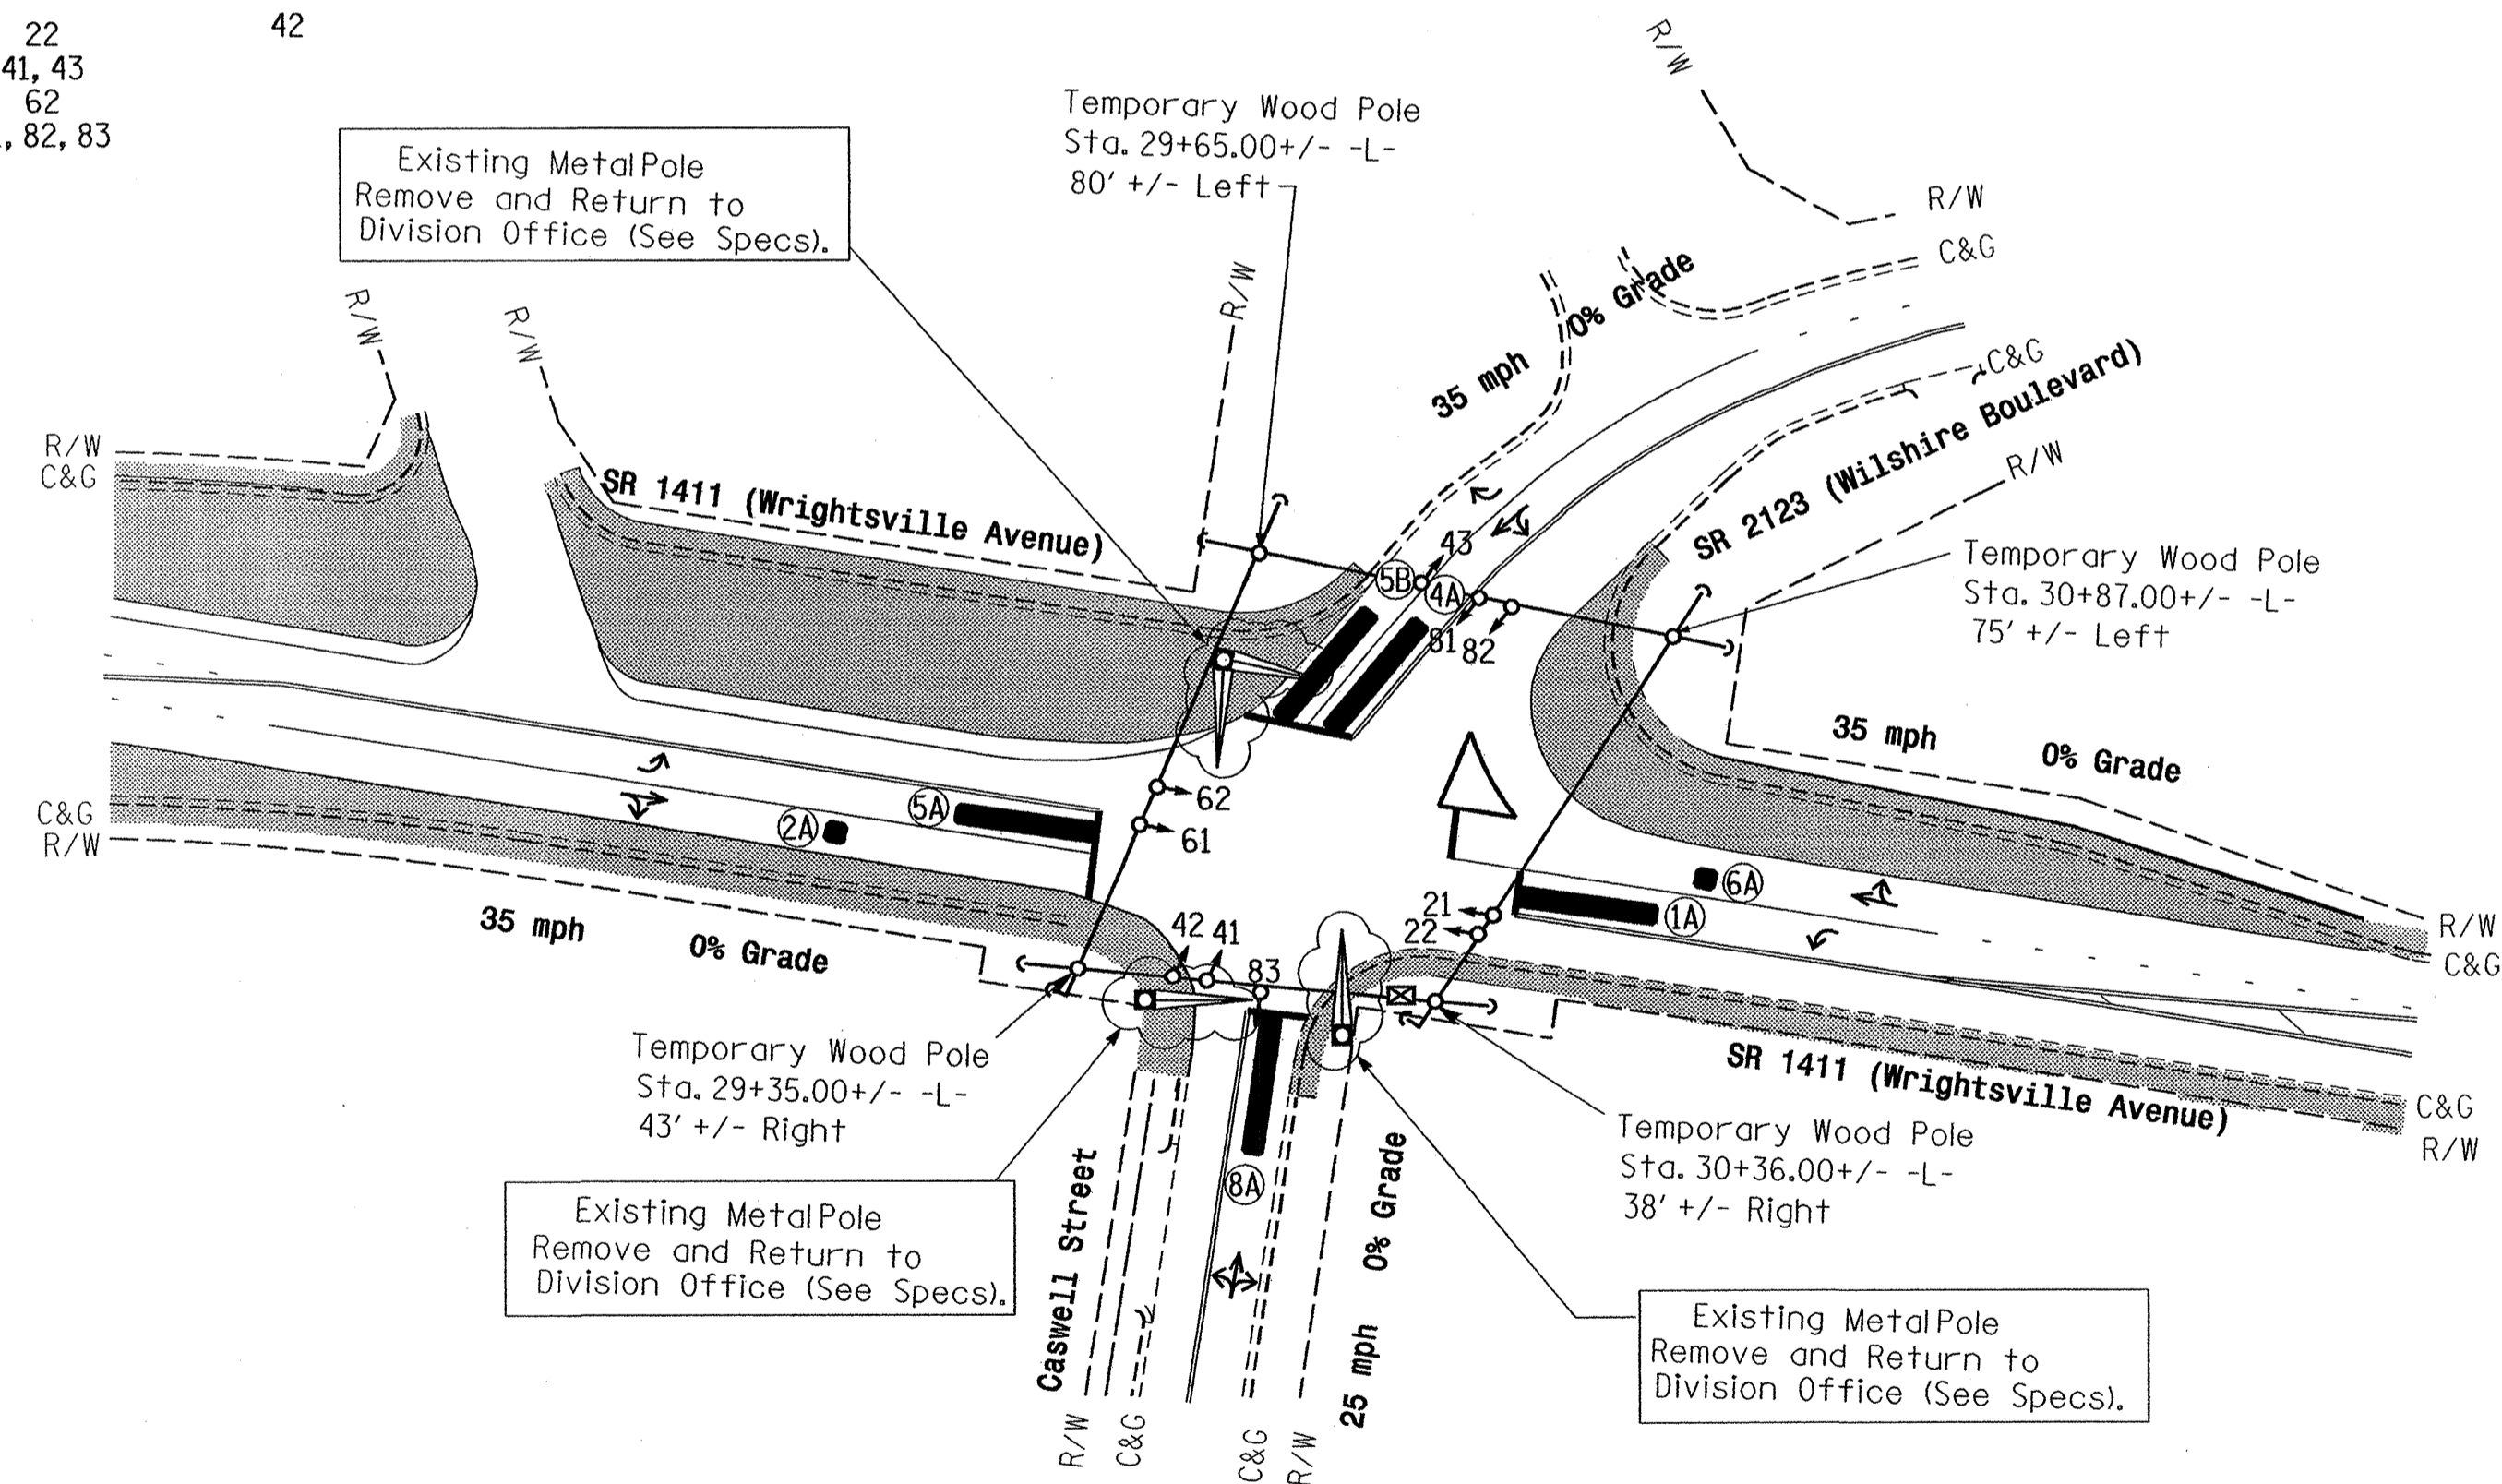 22
42
41, 43
62
, 82, 83
Existing Metal Pole
Remove and Return to
Division Office (See Specs).
Temporary Wood Pole
Sta. 29+65.00+/- -L-
80' +/- Left
R/W
R/W
C&G
R/W
R/W
R/W
35 mph
0% Grade
C&G
SR 2123 (Wilshire Boulevard)
R/W
R/W
C&G
SR 1411 (Wrightsville Avenue)
43
5B
4A
81
82
Temporary Wood Pole
Sta. 30+87.00+/- -L-
75' +/- Left
35 mph
0% Grade
62
61
5A
2A
C&G
R/W
6A
1A
21
22
35 mph
0% Grade
42
41
83
R/W
C&G
SR 1411 (Wrightsville Avenue)
C&G
R/W
Temporary Wood Pole
Sta. 29+35.00+/- -L-
43' +/- Right
Temporary Wood Pole
Sta. 30+36.00+/- -L-
38' +/- Right
8A
Existing Metal Pole
Remove and Return to
Division Office (See Specs).
Caswell Street
25 mph
0% Grade
Existing Metal Pole
Remove and Return to
Division Office (See Specs).
R/W
C&G
C&G
R/W